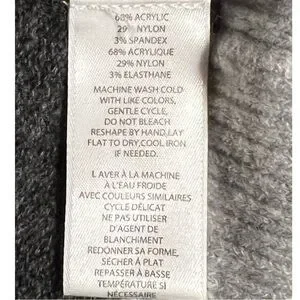 68% ACRYLIC
29% NYLON
3% SPANDEX
68% ACRYLIQUE
29% NYLON
3% ELASTHANE
MACHINE WASH COLD
WITH LIKE COLORS,
GENTLE CYCLE,
DO NOT BLEACH
RESHAPE BY HAND, LAY
FLAT TO DRY, COOL IRON
IF NEEDED.
LAVER À LA MACHINE
À L'EAU FROIDE
AVEC COULEURS SIMILAIRES
CYCLE DÉLICAT
NE PAS UTILISER
D'AGENT DE
BLANCHIMENT
REDONNER SA FORME,
SÉCHER À PLAT
REPASSER À BASSE
TEMPÉRATURE SI
NÉCESSAIRE